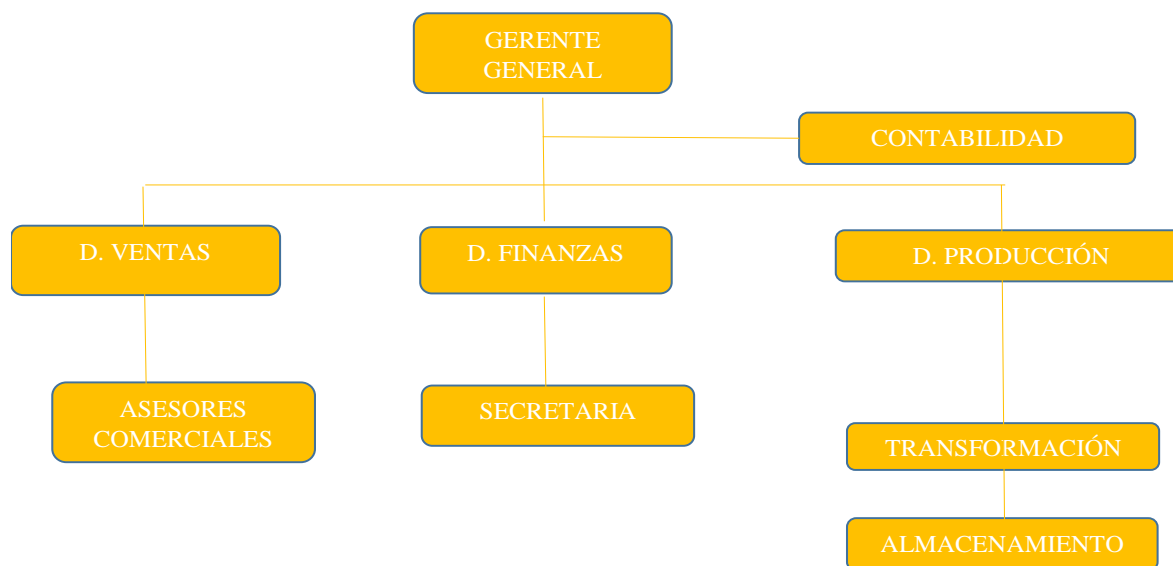 GERENTE
GENERAL
CONTABILIDAD
D. VENTAS
D. FINANZAS
D. PRODUCCIÓN
ASESORES
COMERCIALES
SECRETARIA
TRANSFORMACIÓN
ALMACENAMIENTO